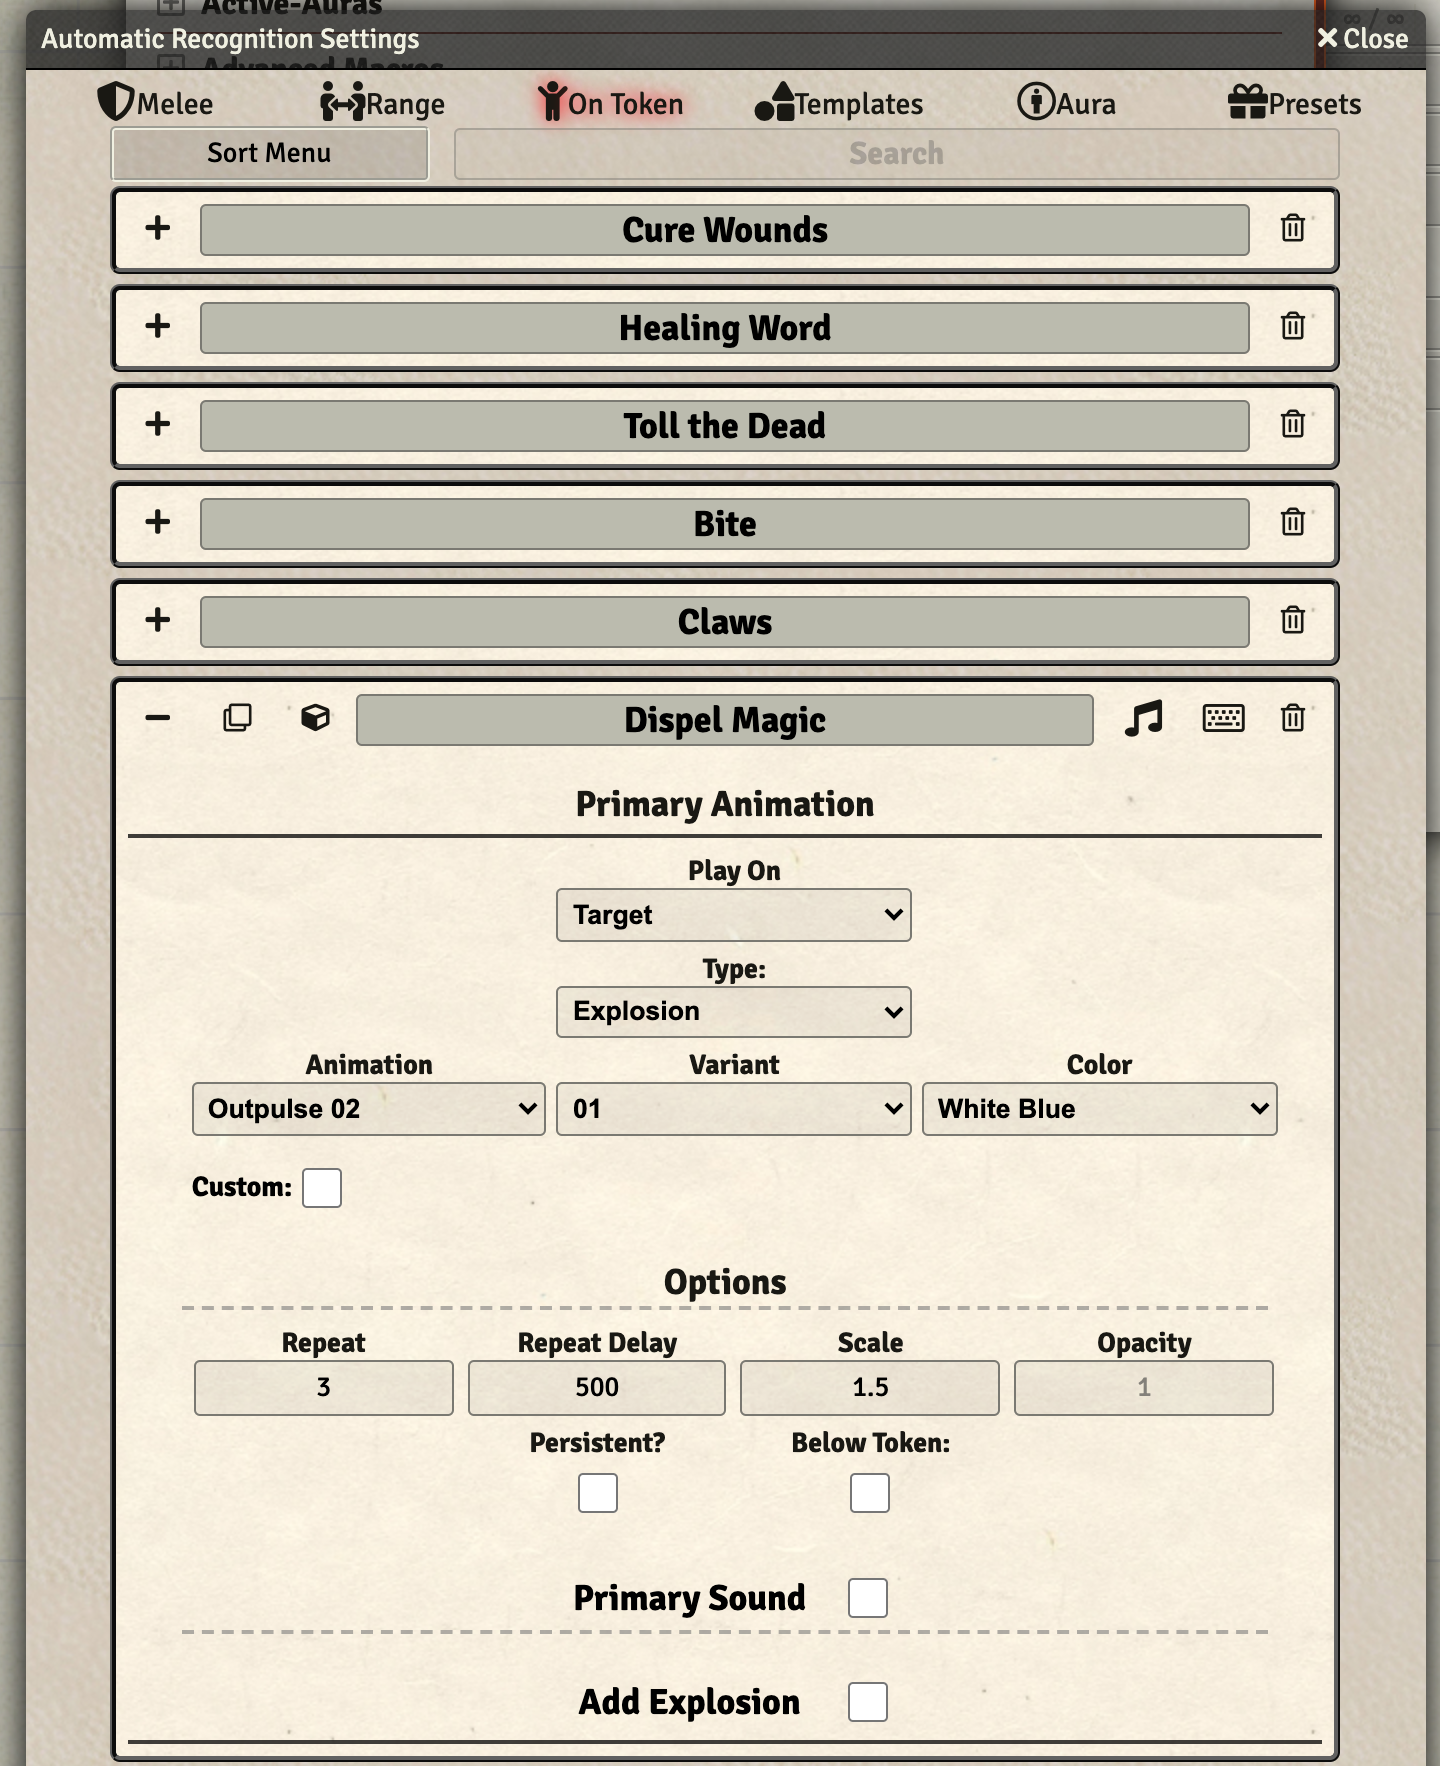 Active-Auras
∞ / ∞
Automatic Recognition Settings
Close
Advanced Macros
Melee
Range
On Token
Templates
Aura
Presets
Sort Menu
Search
Cure Wounds
Healing Word
Toll the Dead
Bite
Claws
Dispel Magic
Primary Animation
Play On
Target
Type:
Explosion
Animation
Variant
Color
Outpulse 02
01
White Blue
Custom:
Options
Repeat
Repeat Delay
Scale
Opacity
3
500
1.5
1
Persistent?
Below Token:
Primary Sound
Add Explosion